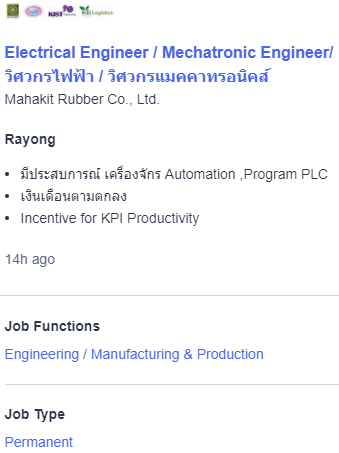 KIST
Logistics
Electrical Engineer / Mechatronic Engineer/
วิศวกรไฟฟ้า / วิศวกรแมคคาทรอนิคส์
Mahakit Rubber Co., Ltd.
Rayong
• มีประสบการณ์ เครื่องจักร Automation ,Program PLC
• เงินเดือนตามตกลง
• Incentive for KPI Productivity
14h ago
Job Functions
Engineering / Manufacturing & Production
Job Type
Permanent